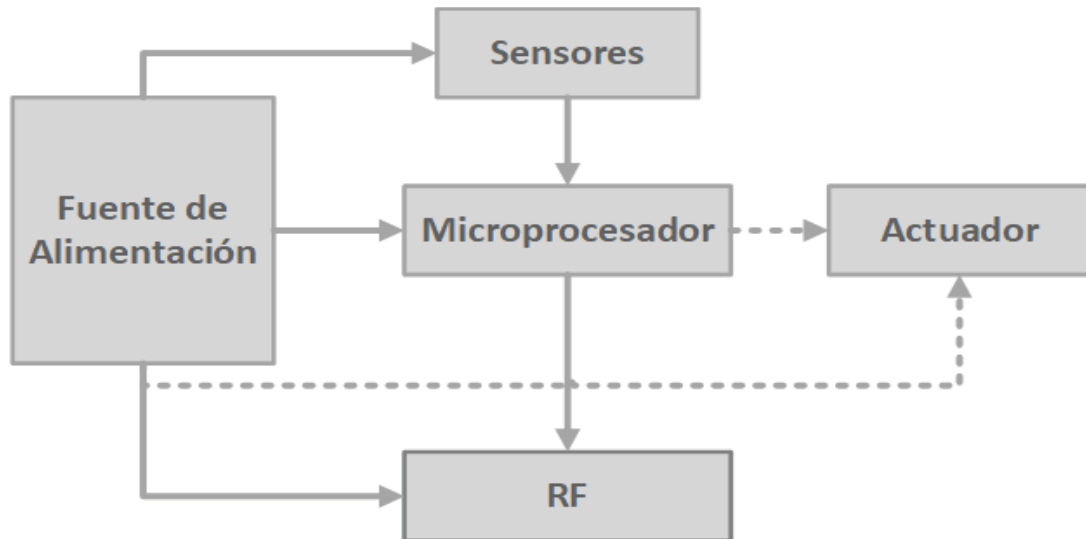 Sensores
Fuente de
Alimentación
Microprocesador
Actuador
RF